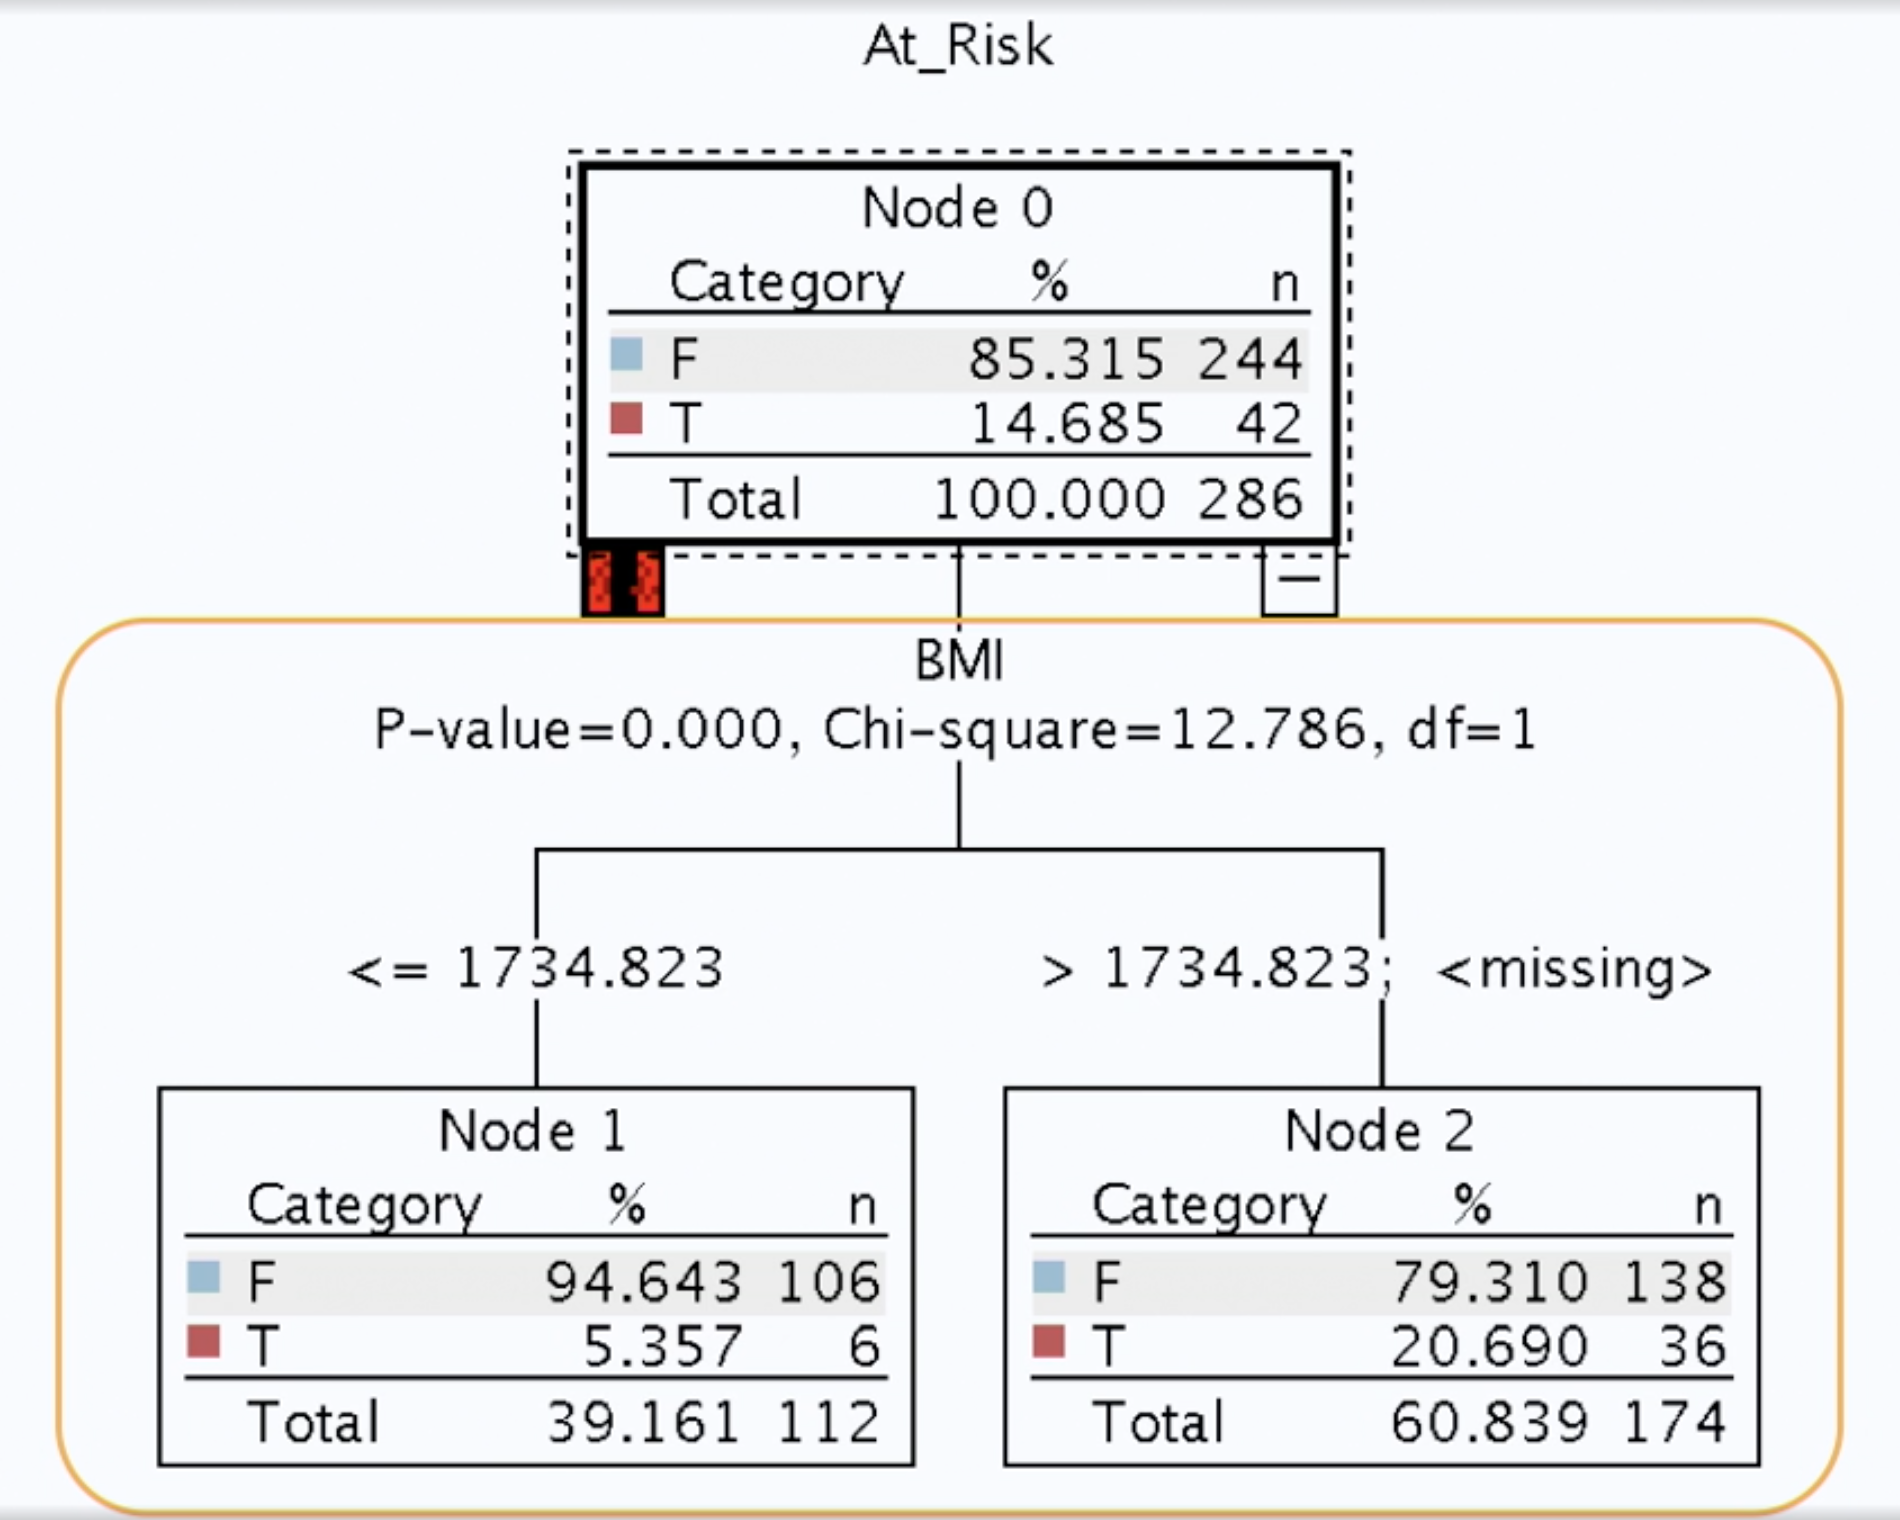 At_Risk
Node 0
Category % n
F 85.315 244
T 14.685 42
Total 100.000 286
BMI
P-value=0.000, Chi-square=12.786, df=1
<= 1734.823
> 1734.823; <missing>
Node 1
Category % n
F 94.643 106
T 5.357 6
Total 39.161 112
Node 2
Category % n
F 79.310 138
T 20.690 36
Total 60.839 174